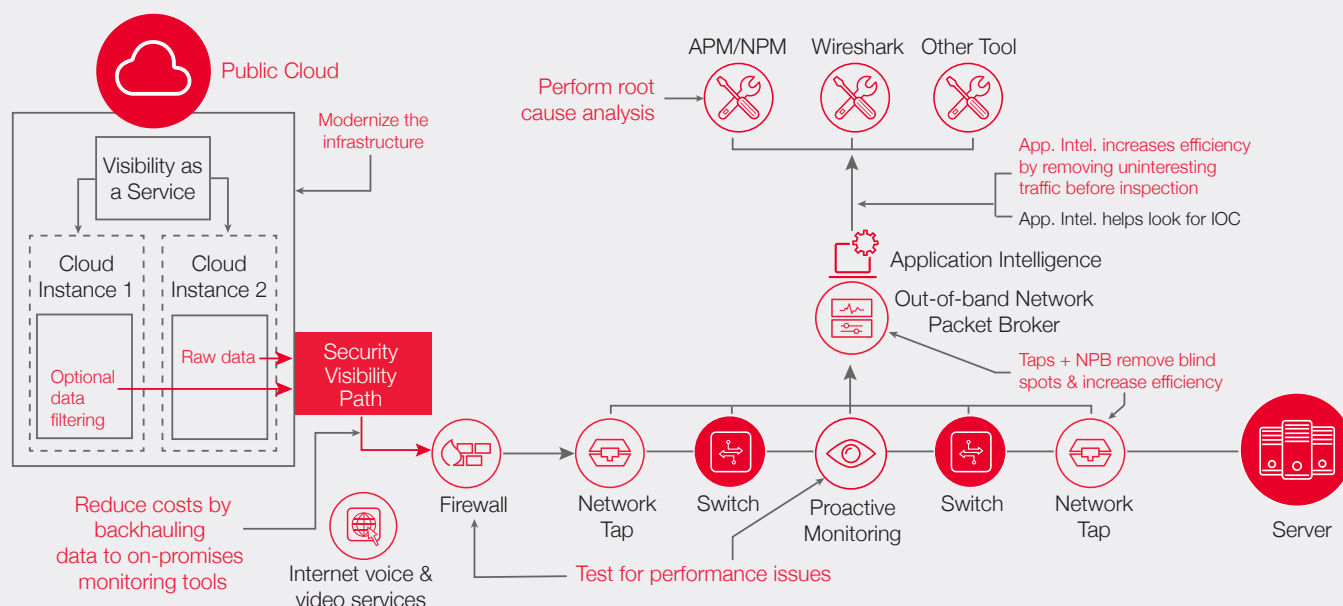 Public Cloud
Modernize the
infrastructure
Visibility as
a Service
Cloud
Instance 1
Cloud
Instance 2
Raw data
Optional
data
filtering
Security
Visibility
Path
Reduce costs by
backhauling
data to on-promises
monitoring tools
Internet voice &
video services
Firewall
Network
Tap
Switch
Proactive
Monitoring
Switch
Network
Tap
Server
Test for performance issues
APM/NPM
Wireshark
Other Tool
Perform root
cause analysis
App. Intel. increases efficiency
by removing uninteresting
traffic before inspection
App. Intel. helps look for IOC
Application Intelligence
Out-of-band Network
Packet Broker
Taps + NPB remove blind
spots & increase efficiency